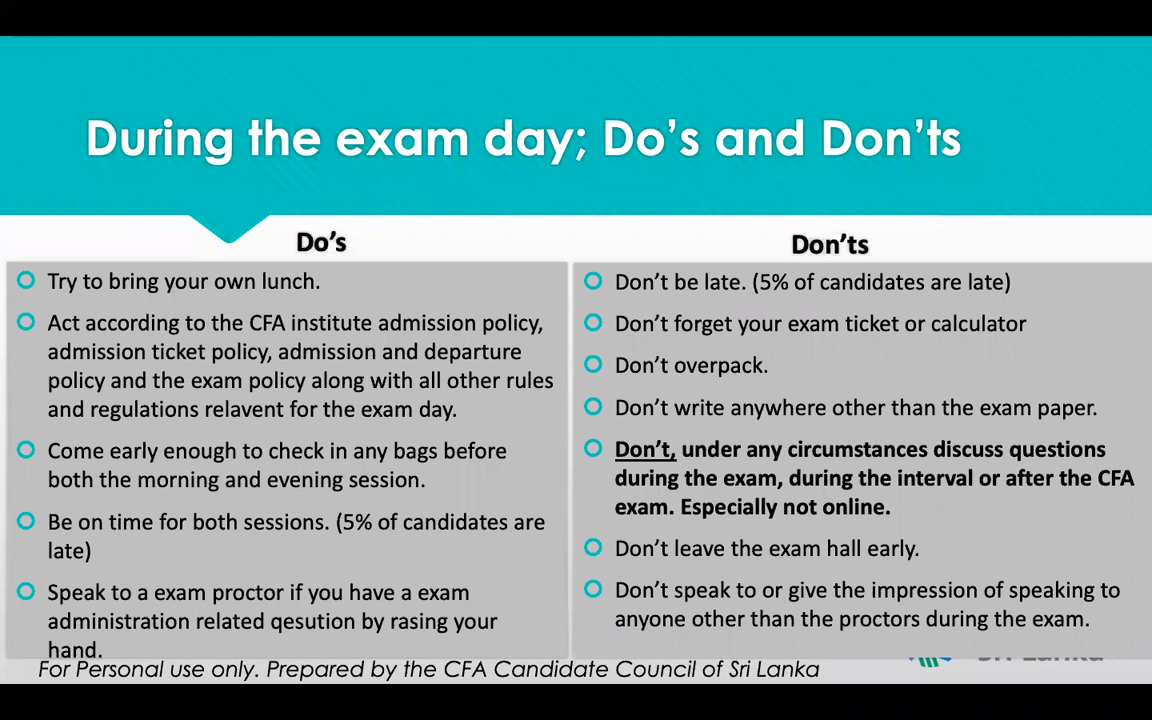 During the exam day; Do's and Don'ts
Do's
Try to bring your own lunch.
Act according to the CFA institute admission policy,
admission ticket policy, admission and departure
policy and the exam policy along with all other rules
and regulations relavent for the exam day.
Come early enough to check in any bags before
both the morning and evening session.
Be on time for both sessions. (5% of candidates are
late)
Speak to a exam proctor if you have a exam
administration related qesution by rasing your
hand.
Don'ts
Don't be late. (5% of candidates are late)
Don't forget your exam ticket or calculator
Don't overpack.
Don't write anywhere other than the exam paper.
Don't, under any circumstances discuss questions
during the exam, during the interval or after the CFA
exam. Especially not online.
Don't leave the exam hall early.
Don't speak to or give the impression of speaking to
anyone other than the proctors during the exam.
Sri Lanka
For Personal use only. Prepared by the CFA Candidate Council of Sri Lanka